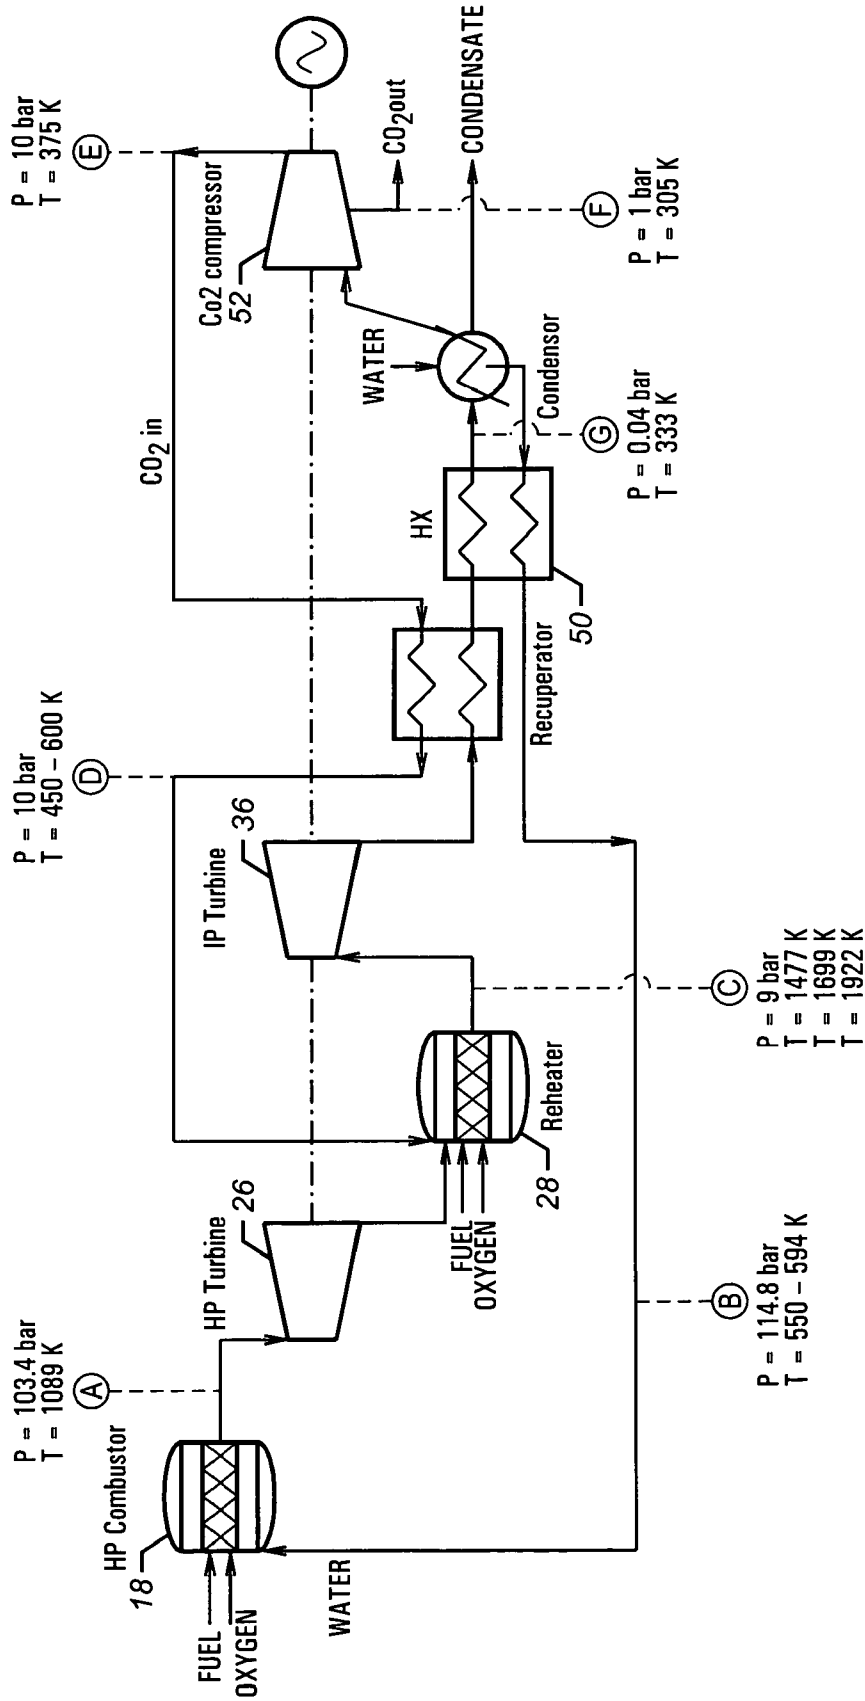 P = 103.4 bar
T = 1089 K
A
P = 10 bar
T = 450 – 600 K
D
P = 10 bar
T = 375 K
E
HP Combustor
18
FUEL
OXYGEN
WATER
HP Turbine
26
FUEL
OXYGEN
Reheater
28
IP Turbine
36
CO2 in
Recuperator
HX
50
Co2 compressor
52
WATER
Condensor
CO2out
CONDENSATE
B
P = 114.8 bar
T = 550 – 594 K
C
P = 9 bar
T = 1477 K
T = 1699 K
T = 1922 K
G
P = 0.04 bar
T = 333 K
F
P = 1 bar
T = 305 K